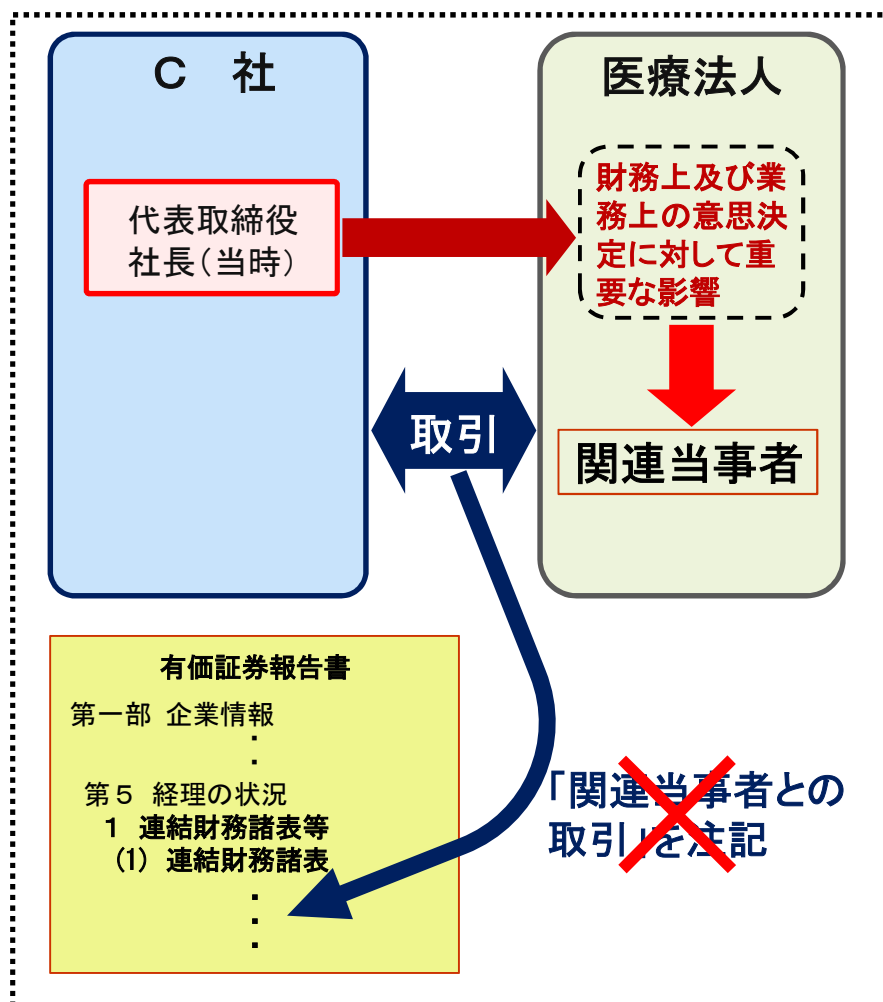 C 社
代表取締役
社長（当時）
医療法人
財務上及び業
務上の意思決
定に対して重
要な影響
取引
関連当事者
有価証券報告書
第一部 企業情報
・
・
第５ 経理の状況
１ 連結財務諸表等
(1) 連結財務諸表
・
・
・
「関連当事者との
取引」を注記